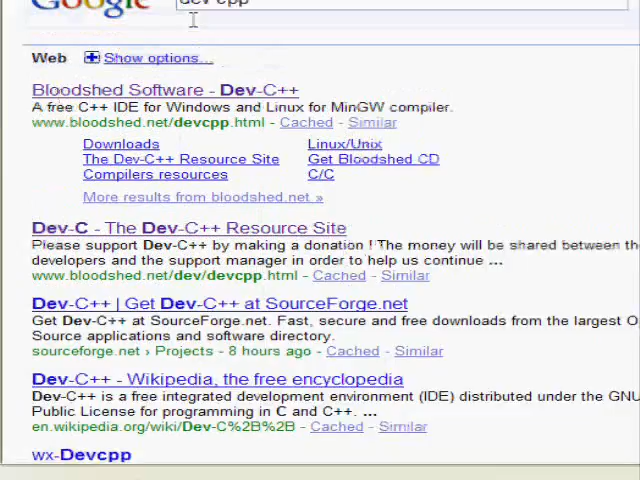 Google dev cpp
Web Show options...
Bloodshed Software - Dev-C++
A free C++ IDE for Windows and Linux for MinGW compiler.
www.bloodshed.net/devcpp.html - Cached - Similar
Downloads Linux/Unix
The Dev-C++ Resource Site Get Bloodshed CD
Compilers resources C/C
More results from bloodshed.net »
Dev-C - The Dev-C++ Resource Site
Please support Dev-C++ by making a donation ! The money will be shared between the
developers and the support manager in order to help us continue ...
www.bloodshed.net/dev/devcpp.html - Cached - Similar
Dev-C++ | Get Dev-C++ at SourceForge.net
Get Dev-C++ at SourceForge.net. Fast, secure and free downloads from the largest O
Source applications and software directory.
sourceforge.net › Projects - 8 hours ago - Cached - Similar
Dev-C++ - Wikipedia, the free encyclopedia
Dev-C++ is a free integrated development environment (IDE) distributed under the GNU
Public License for programming in C and C++. ...
en.wikipedia.org/wiki/Dev-C%2B%2B - Cached - Similar
wx-Devcpp